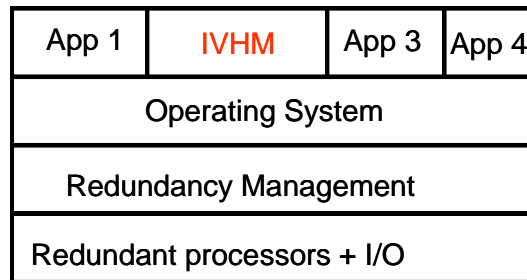 App 1 IVHM App 3 App 4
Operating System
Redundancy Management
Redundant processors + I/O